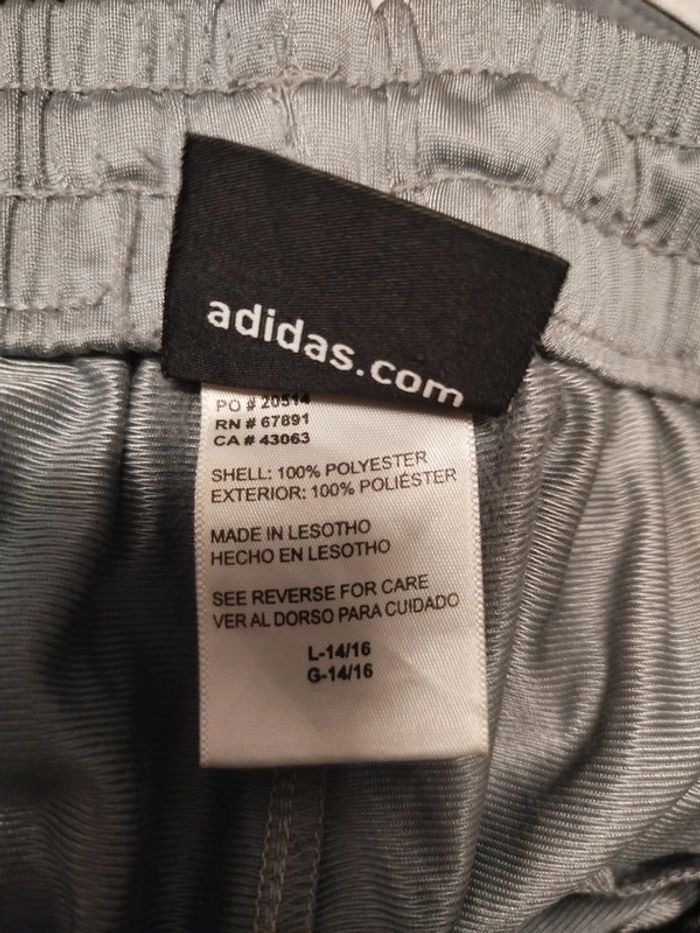 adidas.com
PO # 20514
RN # 67891
CA # 43063
SHELL: 100% POLYESTER
EXTERIOR: 100% POLIÉSTER
MADE IN LESOTHO
HECHO EN LESOTHO
SEE REVERSE FOR CARE
VER AL DORSO PARA CUIDADO
L-14/16
G-14/16